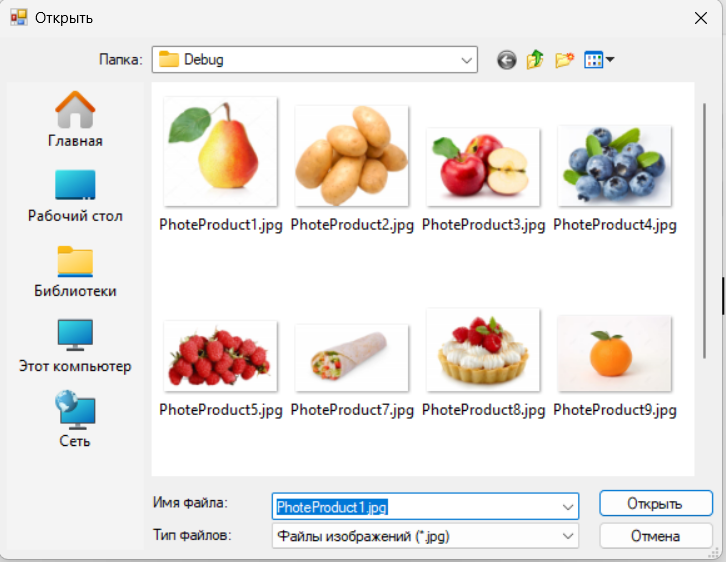 Открыть
Папка:
Debug
Главная
Рабочий стол
Библиотеки
Этот компьютер
Сеть
PhoteProduct1.jpg
PhoteProduct2.jpg
PhoteProduct3.jpg
PhoteProduct4.jpg
PhoteProduct5.jpg
PhoteProduct7.jpg
PhoteProduct8.jpg
PhoteProduct9.jpg
Имя файла:
PhoteProduct1.jpg
Открыть
Тип файлов:
Файлы изображений (*.jpg)
Отмена